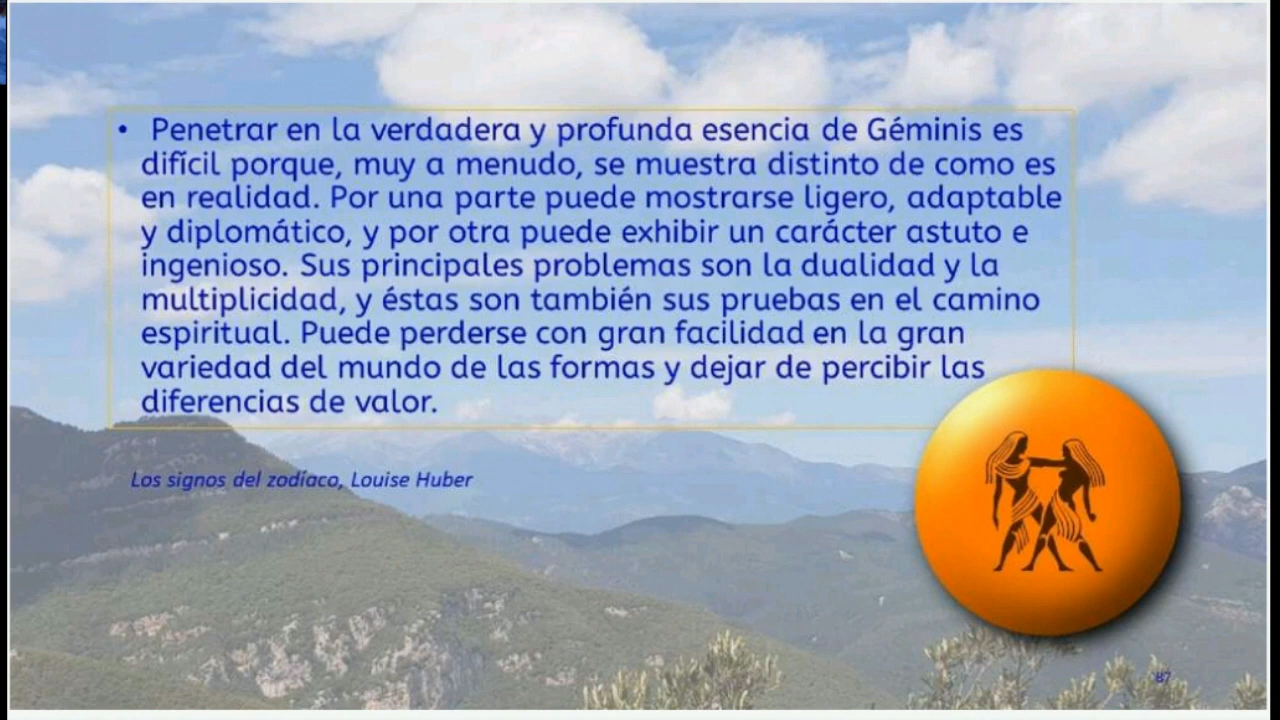 • Penetrar en la verdadera y profunda esencia de Géminis es
difícil porque, muy a menudo, se muestra distinto de como es
en realidad. Por una parte puede mostrarse ligero, adaptable
y diplomático, y por otra puede exhibir un carácter astuto e
ingenioso. Sus principales problemas son la dualidad y la
multiplicidad, y éstas son también sus pruebas en el camino
espiritual. Puede perderse con gran facilidad en la gran
variedad del mundo de las formas y dejar de percibir las
diferencias de valor.
Los signos del zodíaco, Louise Huber
87